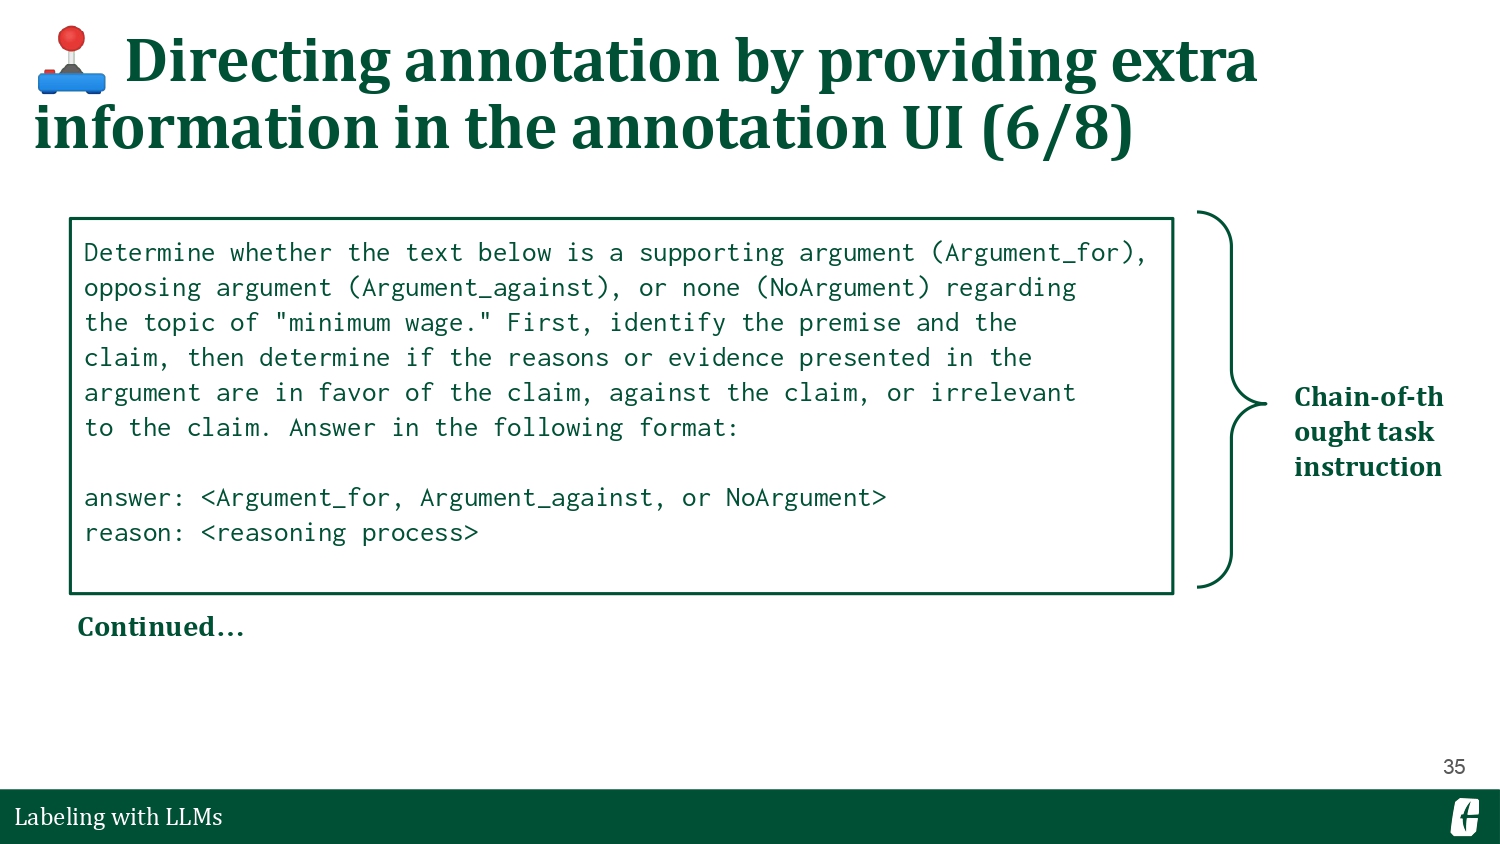 Directing annotation by providing extra
information in the annotation UI (6/8)
Determine whether the text below is a supporting argument (Argument_for),
opposing argument (Argument_against), or none (NoArgument) regarding
the topic of "minimum wage." First, identify the premise and the
claim, then determine if the reasons or evidence presented in the
argument are in favor of the claim, against the claim, or irrelevant
to the claim. Answer in the following format:
answer: <Argument_for, Argument_against, or NoArgument>
reason: <reasoning process>
Chain-of-th
ought task
instruction
Continued...
35
Labeling with LLMs